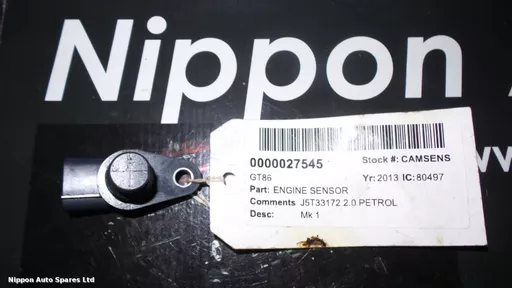 Nippon A
www.
0000027545 Stock #: CAMSENS
GT86 Yr: 2013 IC: 80497
Part: ENGINE SENSOR
Comments J5T33172 2.0 PETROL
Desc: Mk 1
Nippon Auto Spares Ltd